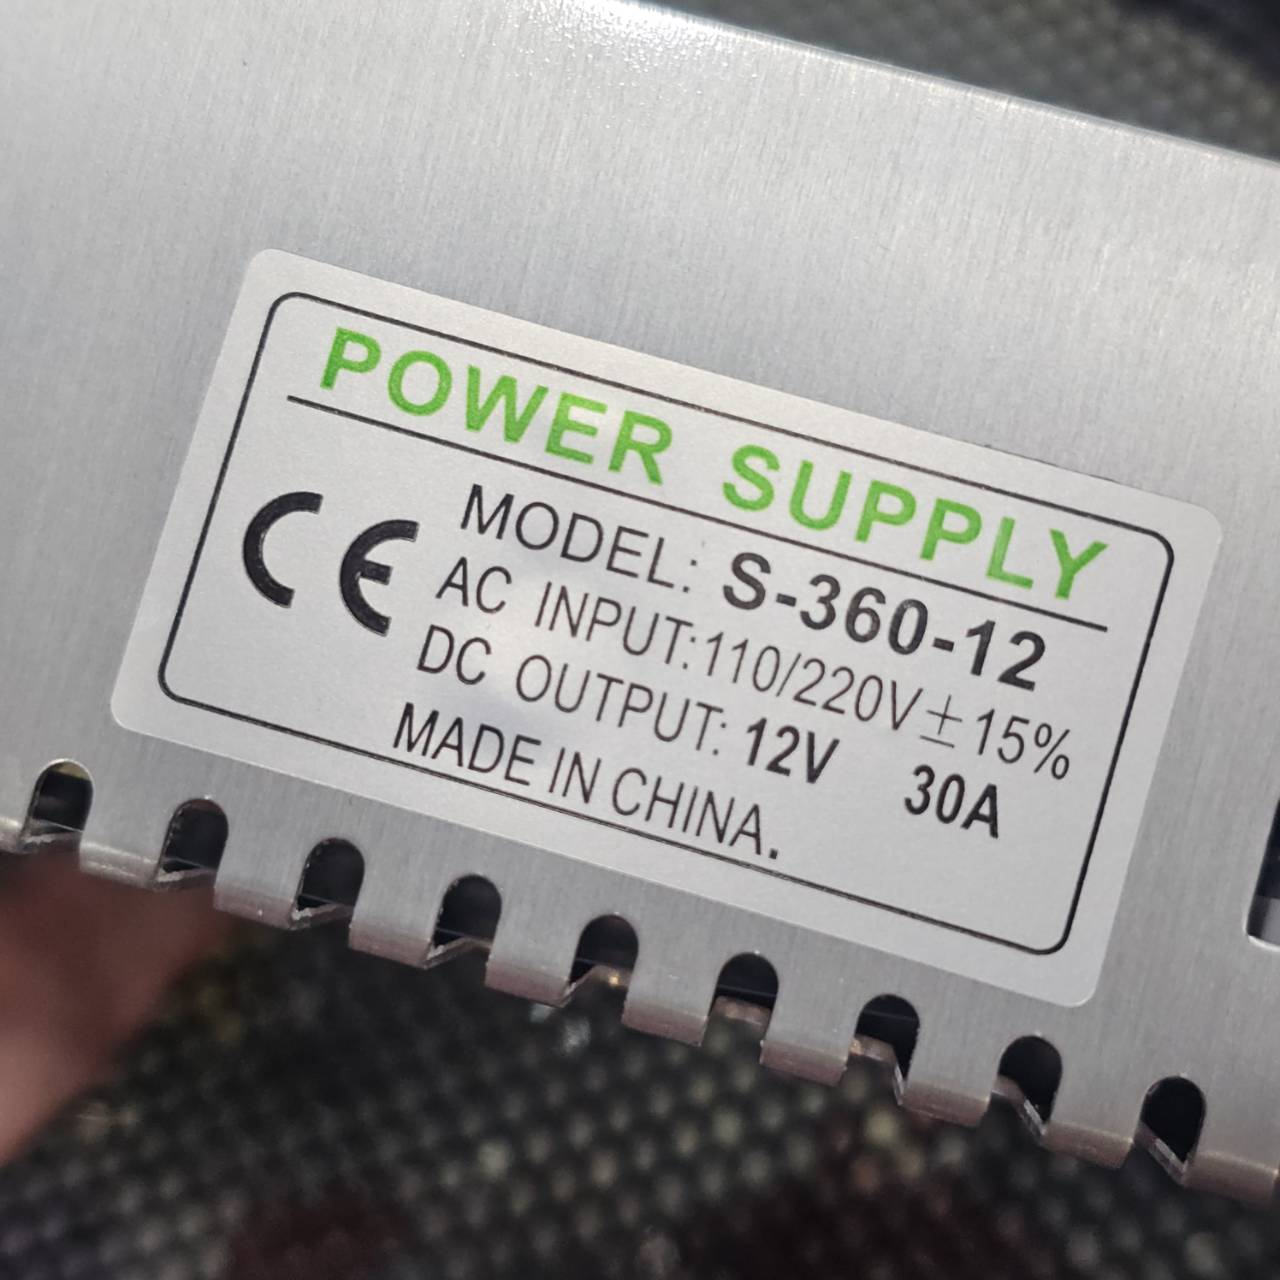 POWER SUPPLY
CE
MODEL: S-360-12
AC INPUT:110/220V±15%
DC OUTPUT: 12V 30A
MADE IN CHINA.